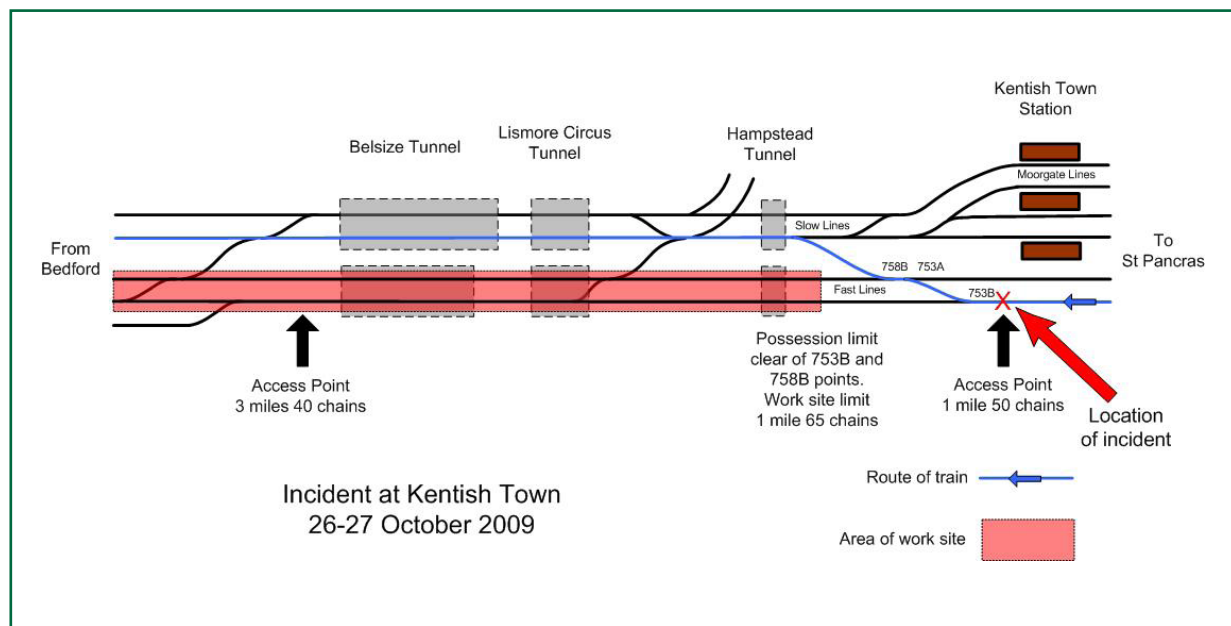 Kentish Town
Station
Lismore Circus
Tunnel
Hampstead
Tunnel
Belsize Tunnel
Moorgate Lines
Slow Lines
From
Bedford
To
St Pancras
758B
753A
Fast Lines
753B
Possession limit
clear of 753B and
758B points.
Work site limit
1 mile 65 chains
Access Point
3 miles 40 chains
Access Point
1 mile 50 chains
Location
of incident
Route of train
Incident at Kentish Town
26-27 October 2009
Area of work site